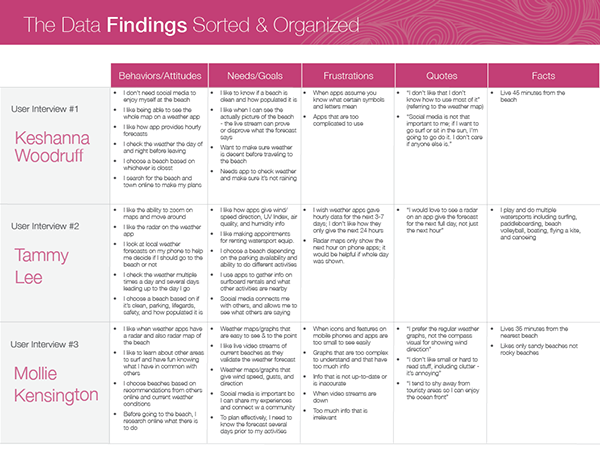 The Data Findings Sorted & Organized
Behaviors/Attitudes
Needs/Goals
Frustrations
Quotes
Facts
User Interview #1
Keshanna
Woodruff
• I don't need social media to
enjoy myself at the beach
• I like being able to see the
whole map on a weather app
• I like how app provides hourly
forecasts
• I check the weather the day of
and night before leaving
• I choose a beach based on
whichever is closst
• I search for the beach and
town online to make my plans
• I like to know if a beach is
clean and how populated it is
• I like when I can see the
actually picture of the beach
- the live stream can prove
or disprove what the forecast
says
• Want to make sure weather
is decent before traveling to
the beach
• Needs app to check weather
and make sure it's not raining
• When apps assume you
know what certain symbols
and letters mean
• Apps that are too
complicated to use
• "I don't like that I don't
know how to use most of it"
(referring to the weather map)
• "Social media is not that
important to me; if I want to
go surf or sit in the sun, I'm
going to go do it. I don't care
if anyone else is."
• Live 45 minutes from the
beach
User Interview #2
Tammy
Lee
• I like the ability to zoom on
maps and move around
• I like the radar on the weather
app
• I look at local weather
forecasts on my phone to help
me decide if I should go to the
beach or not
• I check the weather multiple
times a day and several days
leading up to the day I go
• I choose a beach based on if
it's clean, parking, lifegards,
safety, and how populated it is
• I like how apps give wind/
speed direction, UV Index, air
quality, and humidity info
• I like making appointments
for renting watersport equip.
• I choose a beach depending
on the parking availability and
ability to do different activities
• I use apps to gather info on
surfboard rentals and what
other activities are nearby
• Social media connects me
with others, and allows me to
see what others are saying
• I wish weather apps gave
hourly data for the next 3-7
days; I don't like how they
only give the next 24 hours
• Radar maps only show the
next hour on phone apps; it
would be helpful if whole day
was shown.
• "I would love to see a radar
on an app give the forecast
for the next full day, not just
the next hour"
• I play and do multiple
watersports including surfing,
paddleboarding, beach
volleyball, boating, flying a kite,
and canoeing
User Interview #3
Mollie
Kensington
• I like when weather apps have
a radar and also radar map of
the beach
• I like to learn about other areas
to surf and have fun knowing
what I have in common with
others
• I choose beaches based on
recommendations from others
online and current weather
conditions
• Before going to the beach, I
research online what there is
to do
• Weather maps/graphs that
are easy to see & to the point
• I like live video streams of
current beaches as they
validate the weather forecast
• Weather maps/graphs that
give wind speed, gusts, and
direction
• Social media is important bc
I can share my experiences
and connect w a community
• To plan effectively, I need to
know the forecast several
days prior to my activities
• When icons and features on
mobile phones and apps are
too small to see easily
• Graphs that are too complex
to understand and that have
too much info
• Info that is not up-to-date or
is inacurate
• When video streams are
down
• Too much info that is
irrelevant
• "I prefer the regular weather
graphs, not the compass
visual for showing wind
direction"
• "I don't like small or hard to
read stuff, including clutter -
it's annoying"
• "I tend to shy away from
touristy areas so I can enjoy
the ocean front"
• Lives 35 minutes from the
nearest beach
• Likes only sandy beaches not
rocky beaches